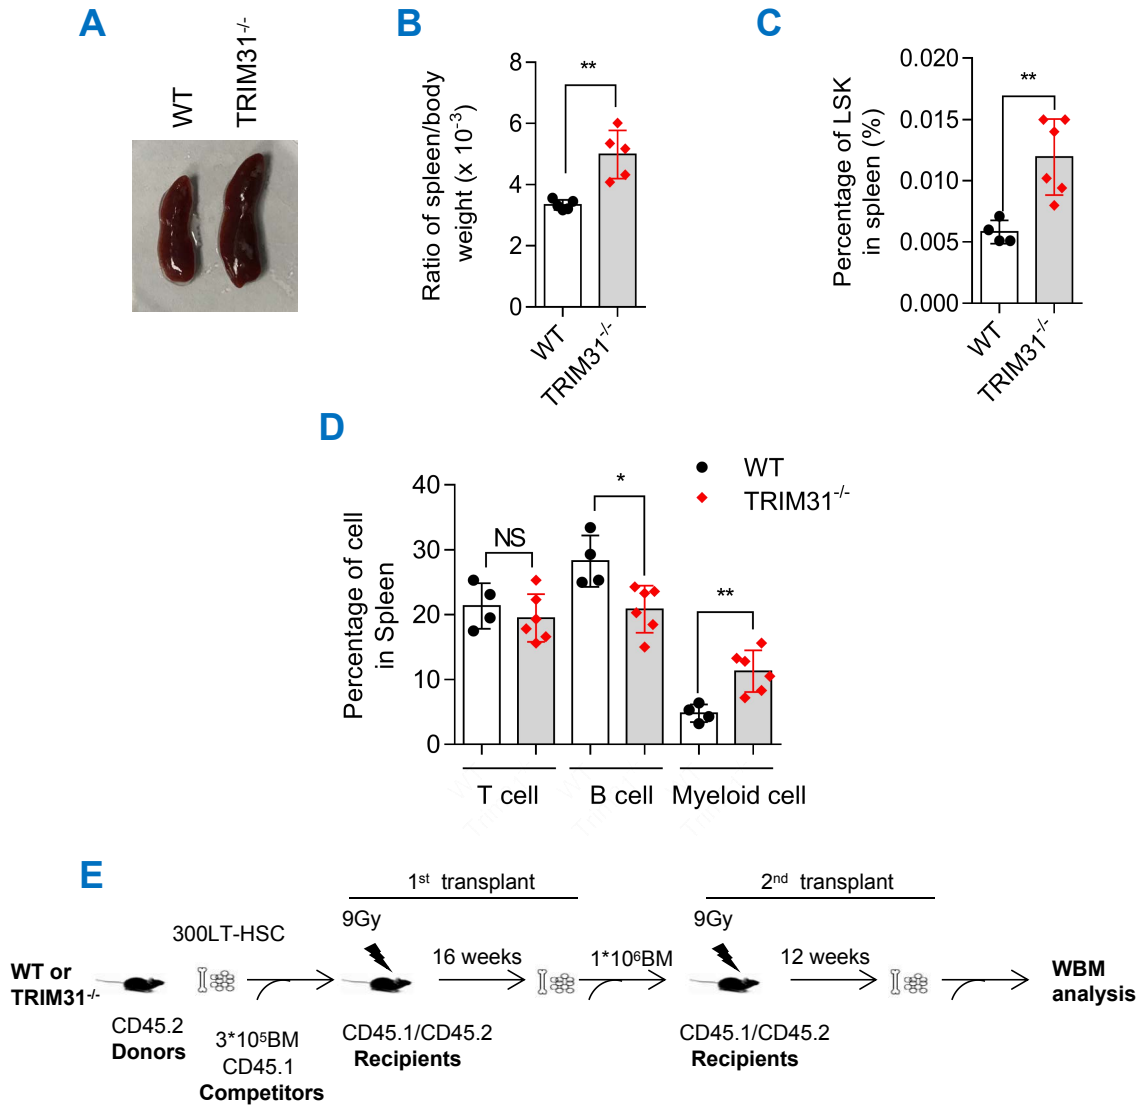 A
WT
TRIM31-/-
B
Ratio of spleen/body
weight (x 10-3)
8
6
4
2
0
**
WT
TRIM31-/-
C
Percentage of LSK
in spleen (%)
0.020
0.015
0.010
0.005
0.000
**
WT
TRIM31-/-
D
Percentage of cell
in Spleen
40
30
20
10
0
NS
*
**
WT
TRIM31-/-
T cell
B cell
Myeloid cell
E
1st transplant
2nd transplant
9Gy
9Gy
300LT-HSC
16 weeks
1*106BM
12 weeks
WT or
TRIM31-/-
WBM
analysis
CD45.2
Donors
3*105BM
CD45.1
Competitors
CD45.1/CD45.2
Recipients
CD45.1/CD45.2
Recipients